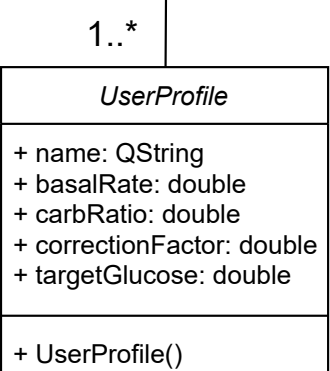 1..*
UserProfile
+ name: QString
+ basalRate: double
+ carbRatio: double
+ correctionFactor: double
+ targetGlucose: double
+ UserProfile()